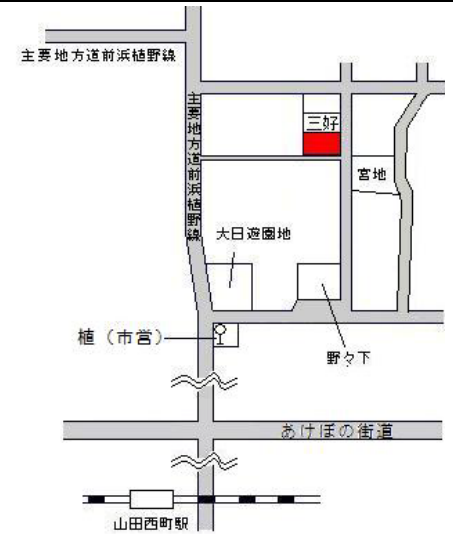 主要地方道前浜植野線
主要地方道前浜植野線
三好
宮地
大日遊園地
植（市営）
野々下
あけぼの街道
山田西町駅